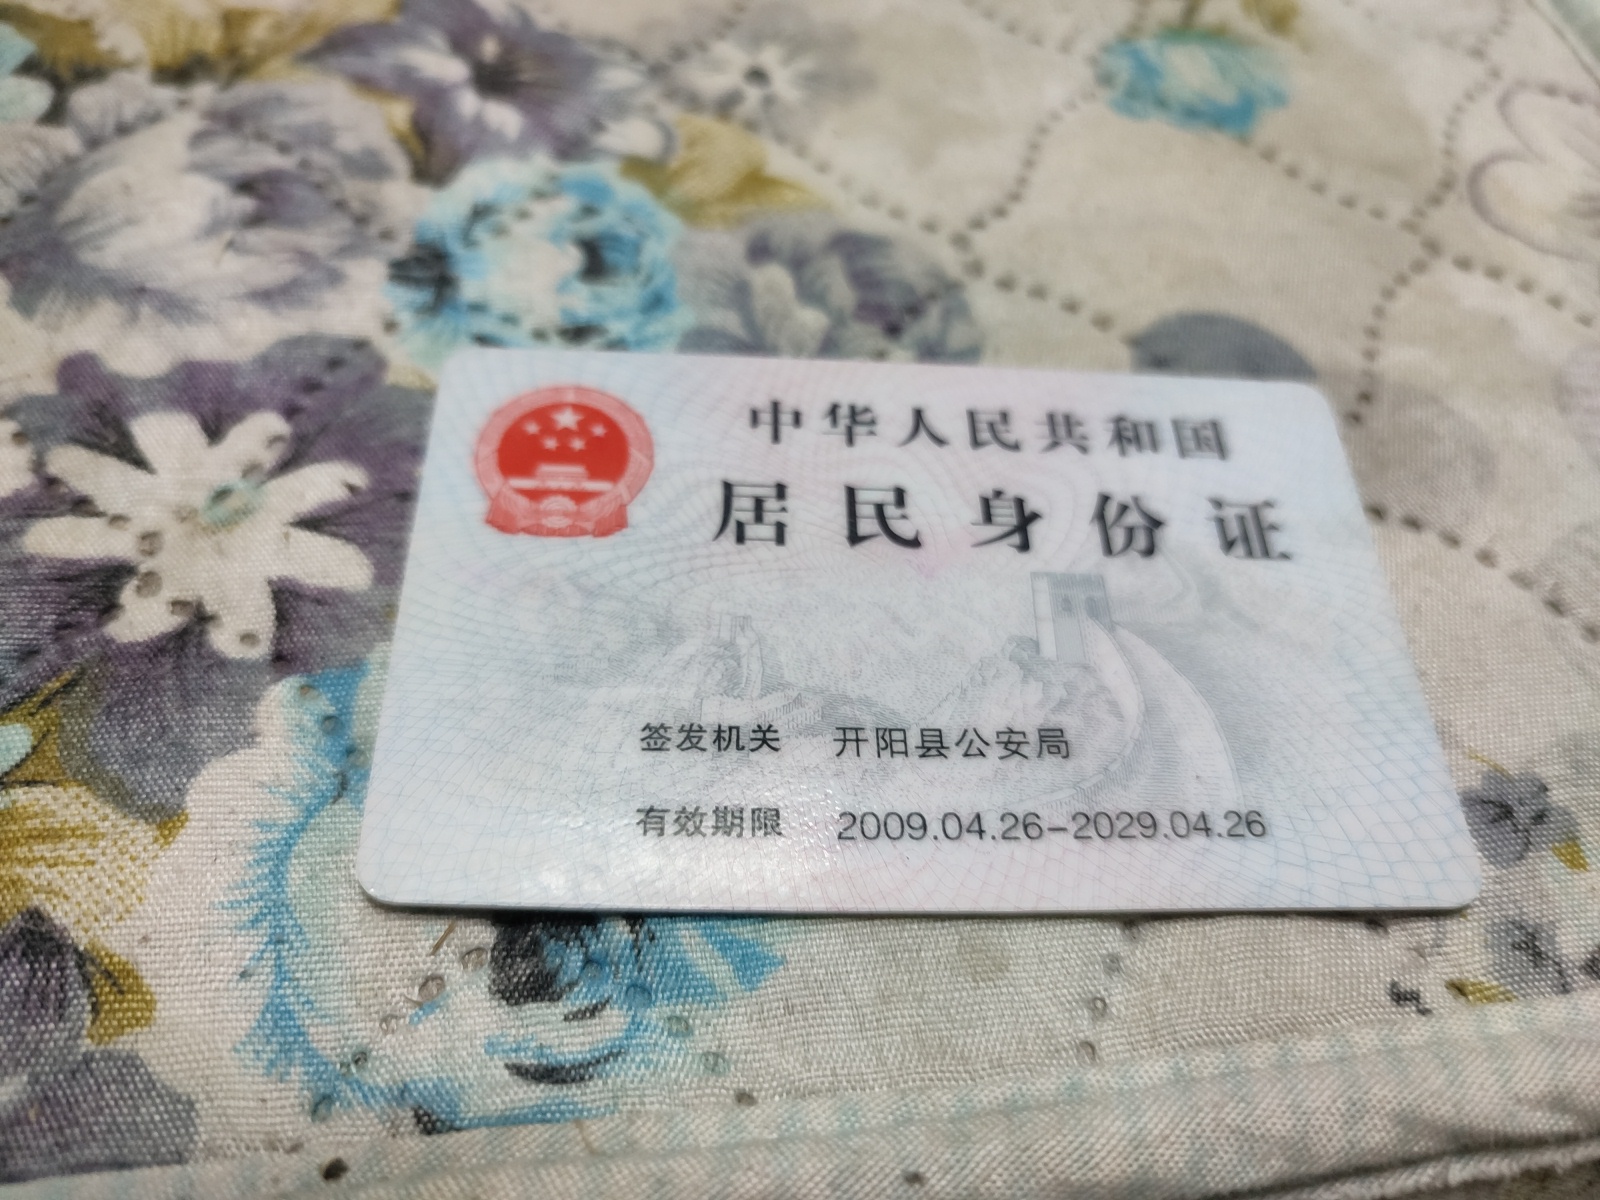 中华人民共和国
居民身份证
签发机关 开阳县公安局
有效期限 2009.04.26-2029.04.26